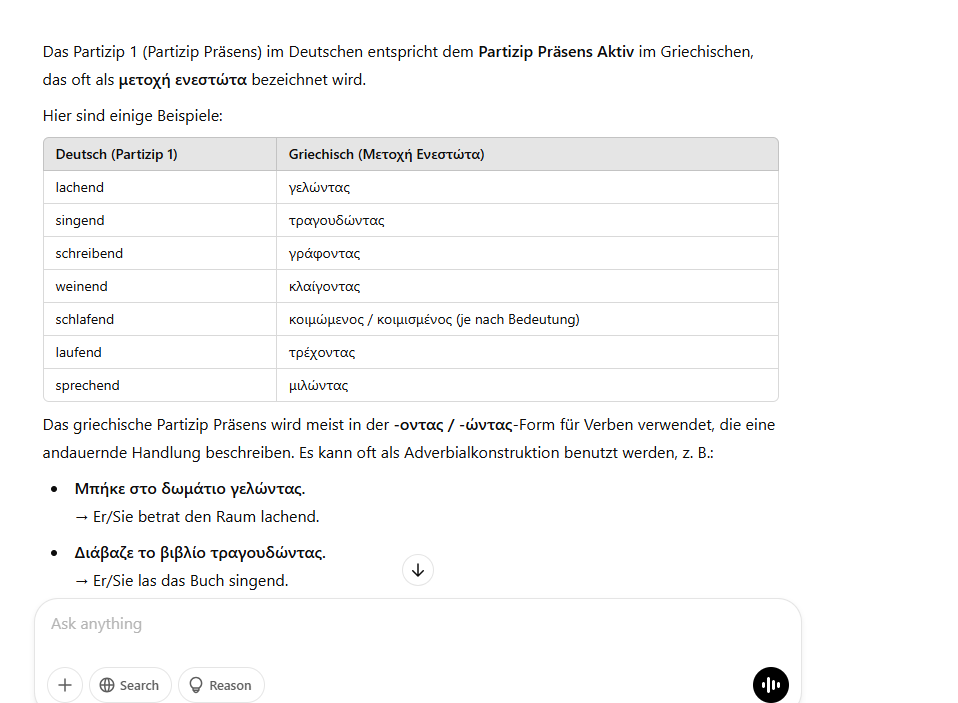 Das Partizip 1 (Partizip Präsens) im Deutschen entspricht dem Partizip Präsens Aktiv im Griechischen,
das oft als μετοχή ενεστώτα bezeichnet wird.
Hier sind einige Beispiele:
Deutsch (Partizip 1) Griechisch (Μετοχή Ενεστώτα)
lachend γελώντας
singend τραγουδώντας
schreibend γράφοντας
weinend κλαίγοντας
schlafend κοιμώμενος / κοιμισμένος (je nach Bedeutung)
laufend τρέχοντας
sprechend μιλώντας
Das griechische Partizip Präsens wird meist in der -οντας / -ώντας-Form für Verben verwendet, die eine
andauernde Handlung beschreiben. Es kann oft als Adverbialkonstruktion benutzt werden, z. B.:
• Μπήκε στο δωμάτιο γελώντας.
→ Er/Sie betrat den Raum lachend.
• Διάβαζε το βιβλίο τραγουδώντας.
→ Er/Sie las das Buch singend.
Ask anything
Search Reason